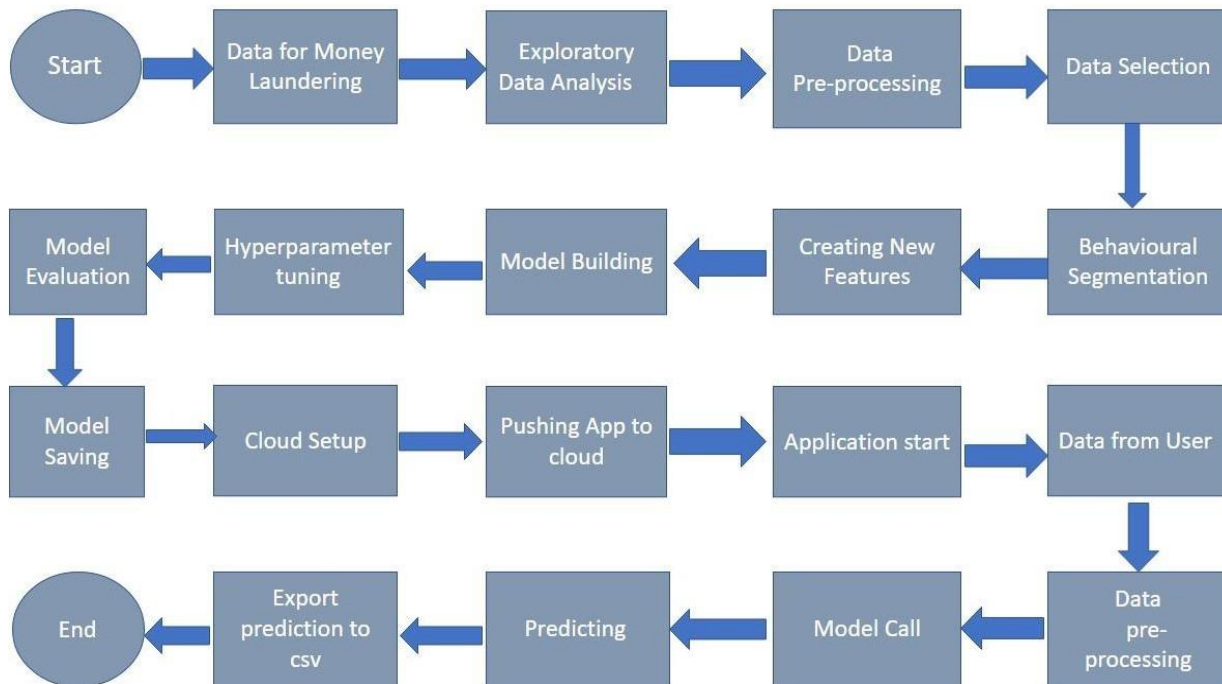 Start
Data for Money
Laundering
Exploratory
Data Analysis
Data
Pre-processing
Data Selection
Behavioural
Segmentation
Creating New
Features
Model Building
Hyperparameter
tuning
Model
Evaluation
Model
Saving
Cloud Setup
Pushing App to
cloud
Application start
Data from User
Data
pre-
processing
Model Call
Predicting
Export
prediction to
csv
End